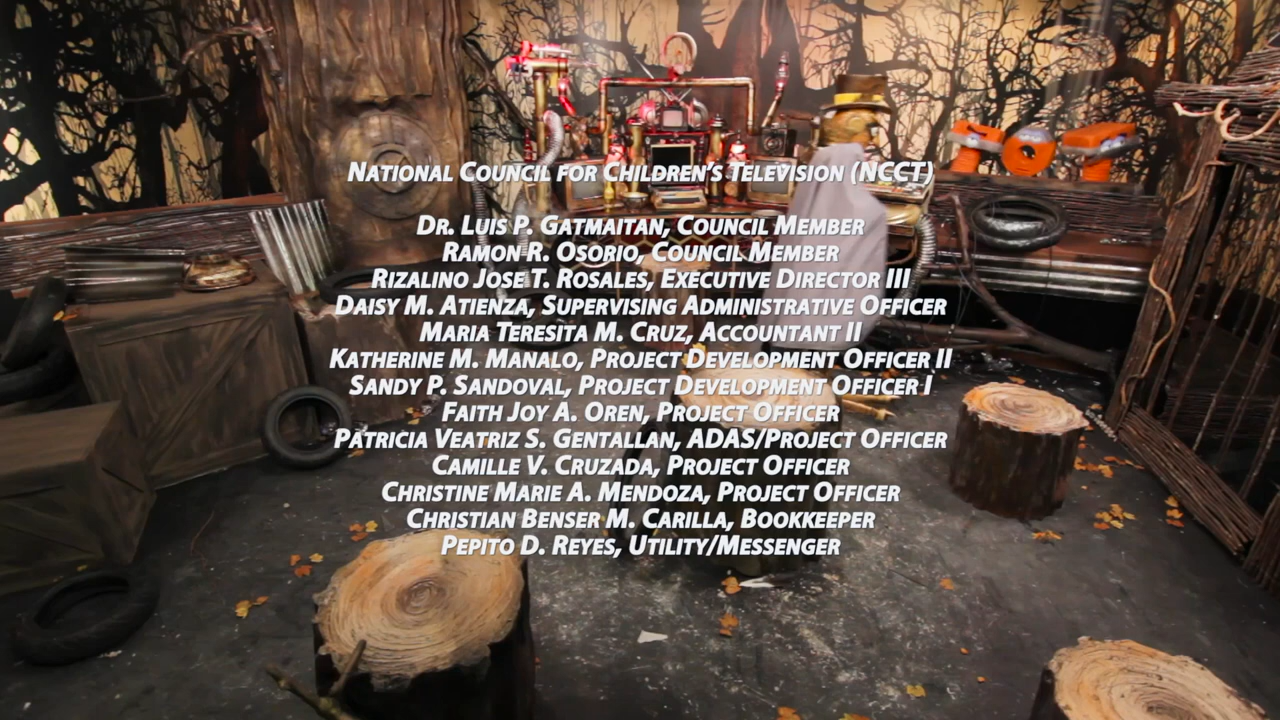 National Council for Children's Television (NCCT)
Dr. Luis P. Gatmaitan, Council Member
Ramon R. Osorio, Council Member
Rizalino Jose T. Rosales, Executive Director III
Daisy M. Atienza, Supervising Administrative Officer
Maria Teresita M. Cruz, Accountant II
Katherine M. Manalo, Project Development Officer II
Sandy P. Sandoval, Project Development Officer I
Faith Joy A. Oren, Project Officer
Patricia Veatriz S. Gentallan, ADAS/Project Officer
Camille V. Cruzada, Project Officer
Christine Marie A. Mendoza, Project Officer
Christian Benser M. Carilla, Bookkeeper
Pepito D. Reyes, Utility/Messenger